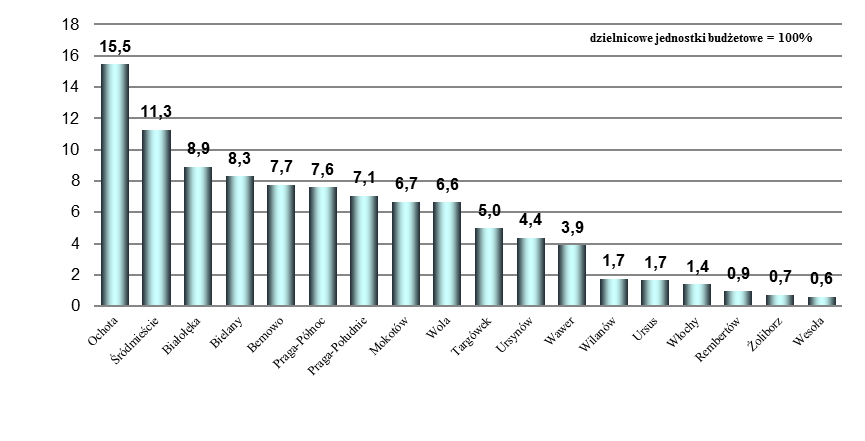 dzielnicowe jednostki budżetowe = 100%
18
16
14
12
10
8
6
4
2
0
15,5
11,3
8,9
8,3
7,7
7,6
7,1
6,7
6,6
5,0
4,4
3,9
1,7
1,7
1,4
0,9
0,7
0,6
Ochota
Śródmieście
Białołęka
Bielany
Bemowo
Praga-Północ
Praga-Południe
Mokotów
Wola
Targówek
Ursynów
Wawer
Wilanów
Ursus
Włochy
Rembertów
Żoliborz
Wesoła